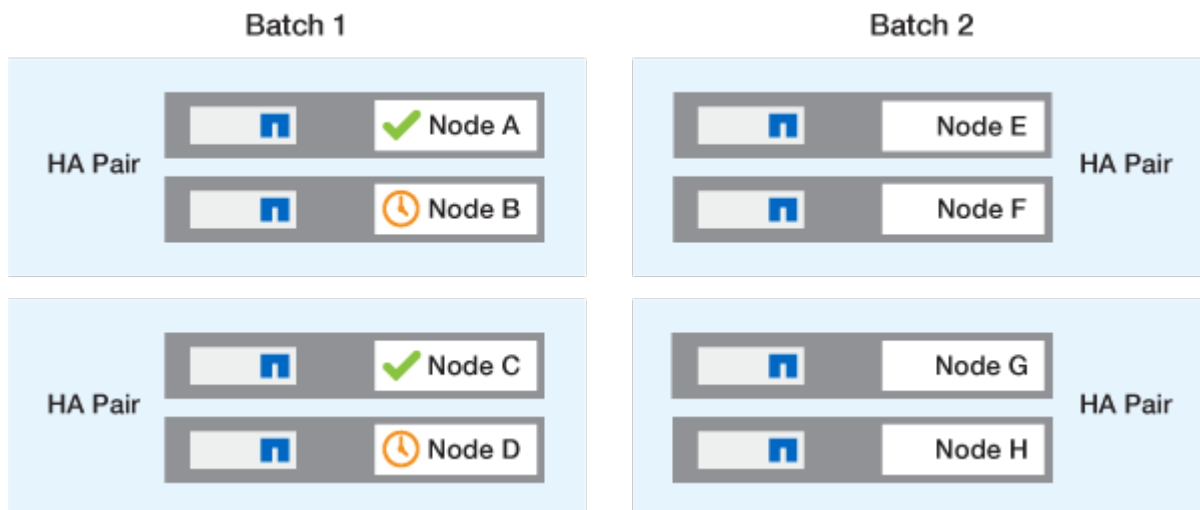 Batch 1
HA Pair
Node A
Node B
HA Pair
Node C
Node D
Batch 2
Node E
Node F
HA Pair
Node G
Node H
HA Pair